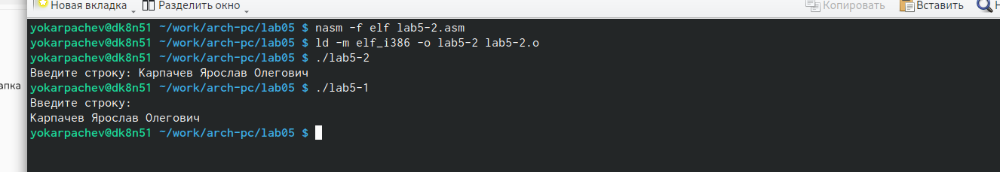 Новая вкладка Разделить окно Копировать Вставить
yokarpachev@dk8n51 ~/work/arch-pc/lab05 $ nasm -f elf lab5-2.asm
yokarpachev@dk8n51 ~/work/arch-pc/lab05 $ ld -m elf_i386 -o lab5-2 lab5-2.o
yokarpachev@dk8n51 ~/work/arch-pc/lab05 $ ./lab5-2
Введите строку: Карпачев Ярослав Олегович
апка
yokarpachev@dk8n51 ~/work/arch-pc/lab05 $ ./lab5-1
Введите строку:
Карпачев Ярослав Олегович
yokarpachev@dk8n51 ~/work/arch-pc/lab05 $